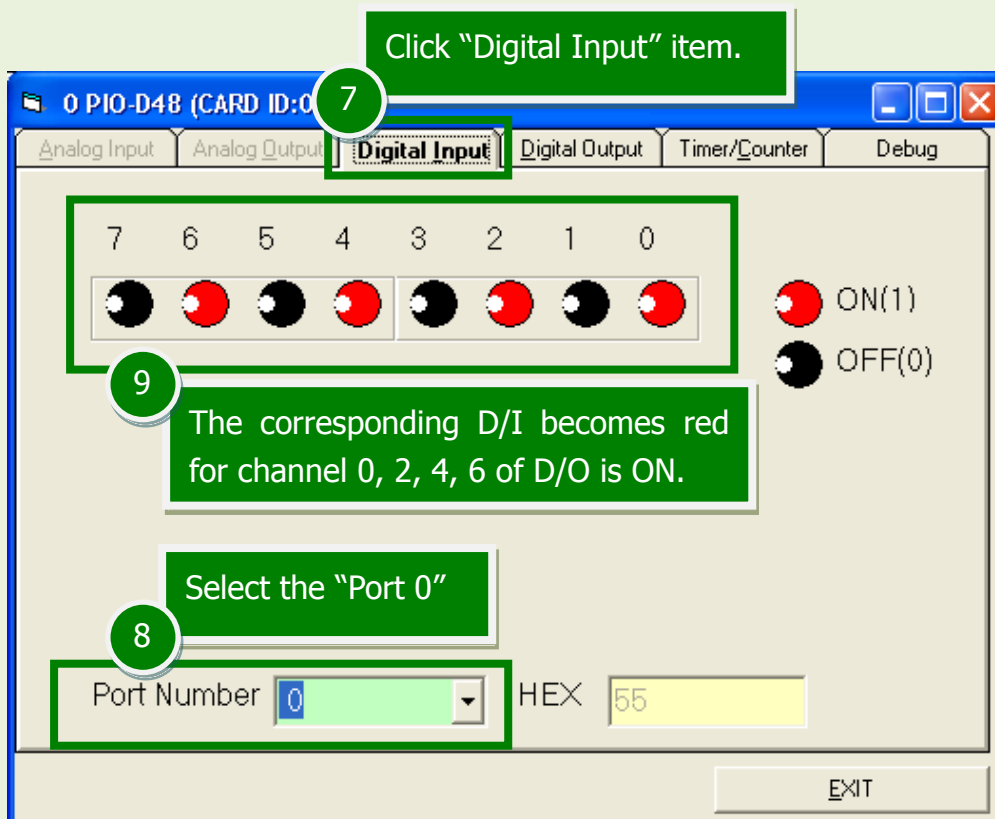 Click “Digital Input” item.
7
0 PIO-D48 (CARD ID:0
Analog Input Analog Output Digital Input Digital Output Timer/Counter Debug
7 6 5 4 3 2 1 0
ON(1)
OFF(0)
9
The corresponding D/I becomes red
for channel 0, 2, 4, 6 of D/O is ON.
Select the “Port 0”
8
Port Number 0 HEX 55
EXIT